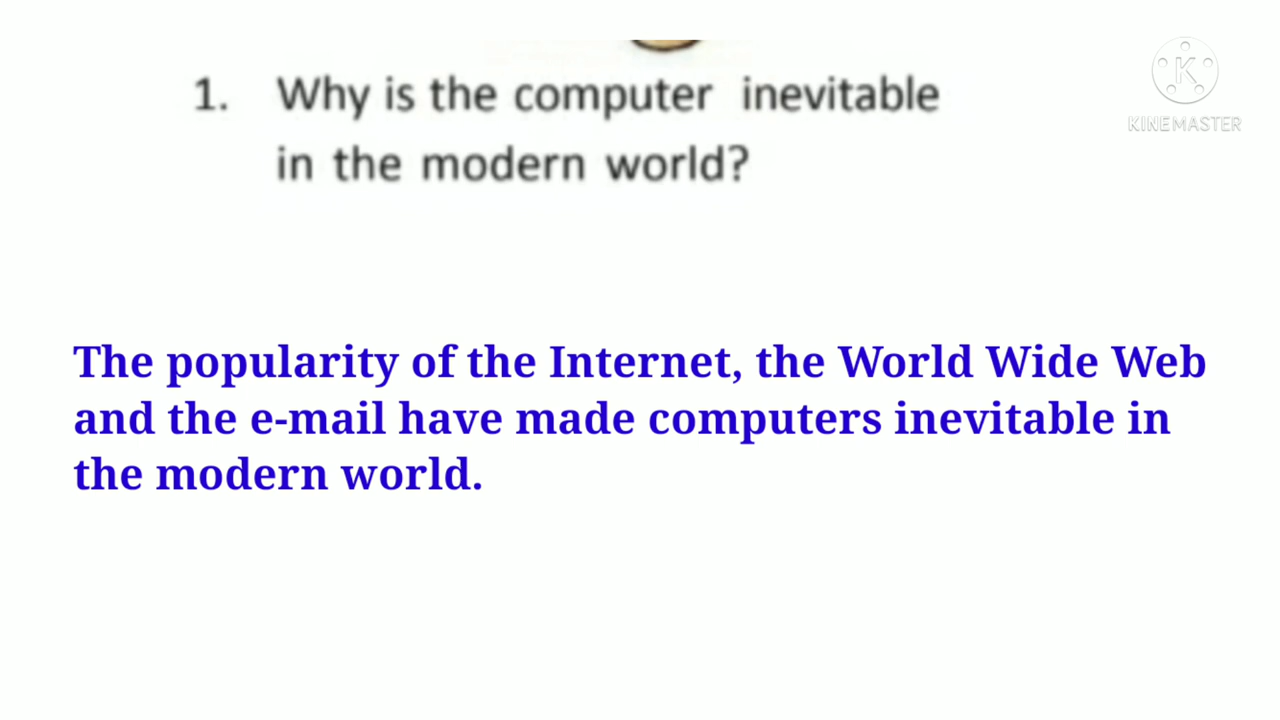 1. Why is the computer inevitable
in the modern world?
K
KINEMASTER
The popularity of the Internet, the World Wide Web
and the e-mail have made computers inevitable in
the modern world.